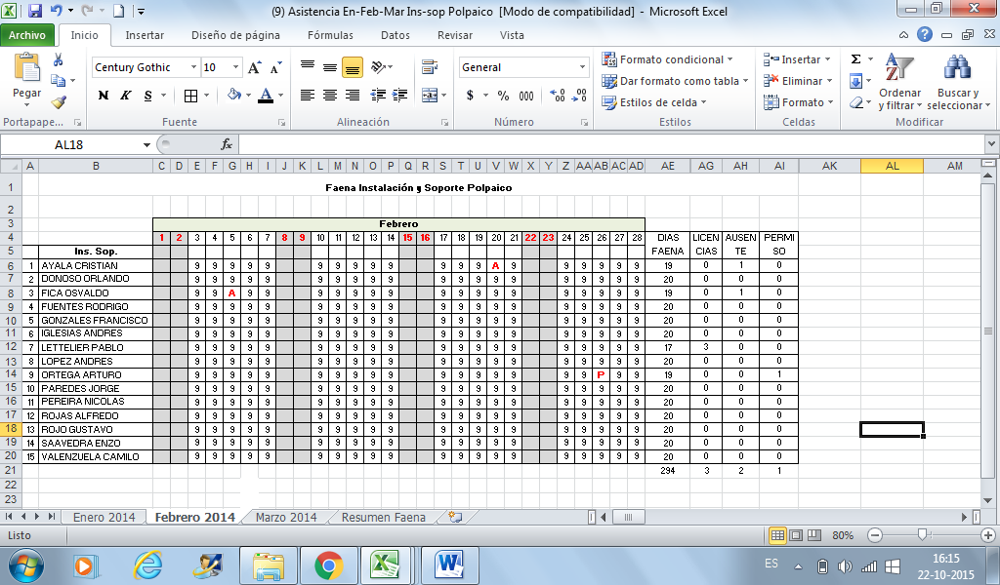 (9) Asistencia En-Feb-Mar Ins-sop Polpaico [Modo de compatibilidad] - Microsoft Excel
Archivo Inicio Insertar Diseño de página Fórmulas Datos Revisar Vista
Pegar
Century Gothic 10 A A
N K S A
General
$ % 000
Formato condicional
Dar formato como tabla
Estilos de celda
Insertar
Eliminar
Formato
Σ
Ordenar y filtrar
Buscar y seleccionar
Portapape... Fuente Alineación Número Estilos Celdas Modificar
AL18 fx
A B C D E F G H I J K L M N O P Q R S T U V W X Y Z AA AB AC AD AE AG AH AI AK AL AM
1 Faena Instalación y Soporte Polpaico
2
3 Febrero
4 1 2 3 4 5 6 7 8 9 10 11 12 13 14 15 16 17 18 19 20 21 22 23 24 25 26 27 28 DIAS LICEN AUSEN PERMI
5 Ins. Sop. FAENA CIAS TE SO
6 1 AYALA CRISTIAN 9 9 9 9 9 9 9 9 9 9 9 9 9 A 9 9 9 9 9 9 19 0 1 0
7 2 DONOSO ORLANDO 9 9 9 9 9 9 9 9 9 9 9 9 9 9 9 9 9 9 9 9 20 0 0 0
8 3 FICA OSVALDO 9 9 A 9 9 9 9 9 9 9 9 9 9 9 9 9 9 9 9 9 19 0 1 0
9 4 FUENTES RODRIGO 9 9 9 9 9 9 9 9 9 9 9 9 9 9 9 9 9 9 9 9 20 0 0 0
10 5 GONZALES FRANCISCO 9 9 9 9 9 9 9 9 9 9 9 9 9 9 9 9 9 9 9 9 20 0 0 0
11 6 IGLESIAS ANDRES 9 9 9 9 9 9 9 9 9 9 9 9 9 9 9 9 9 9 9 9 20 0 0 0
12 7 LETTELIER PABLO 9 9 9 9 9 9 9 9 9 9 9 9 9 9 9 9 9 9 9 9 17 3 0 0
13 8 LOPEZ ANDRES 9 9 9 9 9 9 9 9 9 9 9 9 9 9 9 9 9 9 9 9 20 0 0 0
14 9 ORTEGA ARTURO 9 9 9 9 9 9 9 9 9 9 9 9 9 9 9 9 9 P 9 9 19 0 0 1
15 10 PAREDES JORGE 9 9 9 9 9 9 9 9 9 9 9 9 9 9 9 9 9 9 9 9 20 0 0 0
16 11 PEREIRA NICOLAS 9 9 9 9 9 9 9 9 9 9 9 9 9 9 9 9 9 9 9 9 20 0 0 0
17 12 ROJAS ALFREDO 9 9 9 9 9 9 9 9 9 9 9 9 9 9 9 9 9 9 9 9 20 0 0 0
18 13 ROJO GUSTAVO 9 9 9 9 9 9 9 9 9 9 9 9 9 9 9 9 9 9 9 9 20 0 0 0
19 14 SAAVEDRA ENZO 9 9 9 9 9 9 9 9 9 9 9 9 9 9 9 9 9 9 9 9 20 0 0 0
20 15 VALENZUELA CAMILO 9 9 9 9 9 9 9 9 9 9 9 9 9 9 9 9 9 9 9 9 20 0 0 0
21 294 3 2 1
22
23
Enero 2014 Febrero 2014 Marzo 2014 Resumen Faena
Listo 80%
ES 16:15
22-10-2015